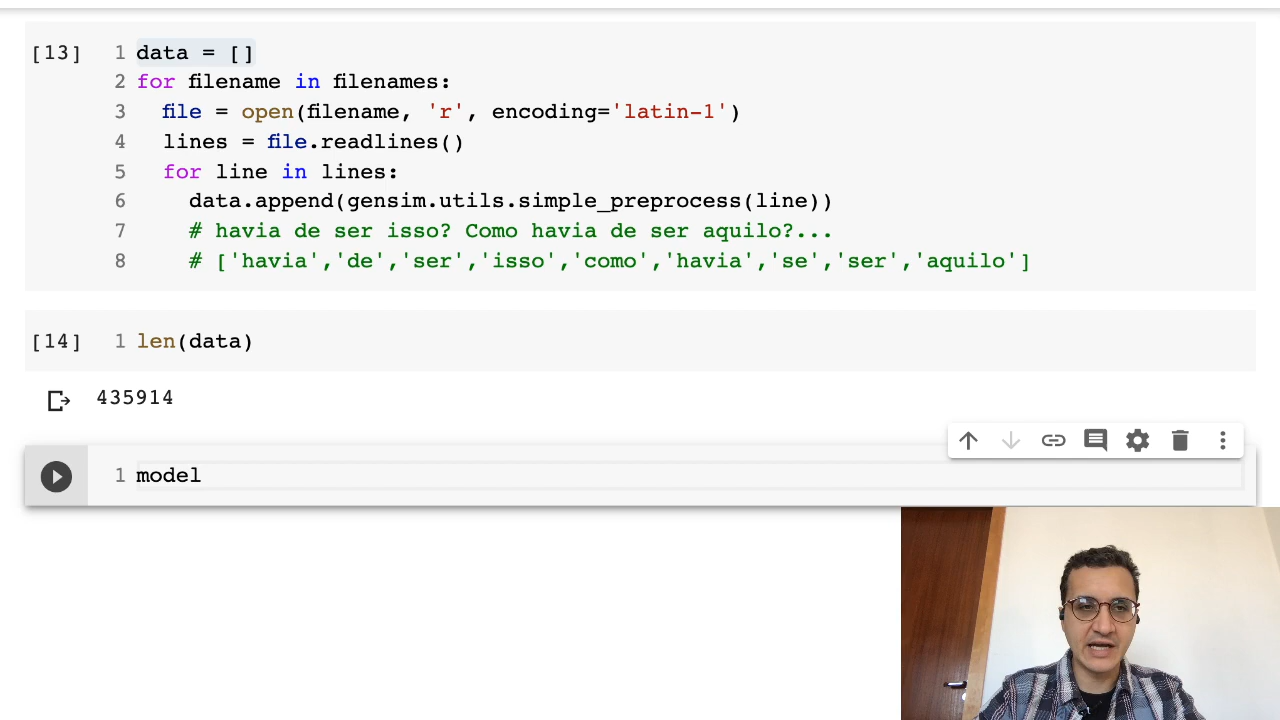 [13] 1 data = []
2 for filename in filenames:
3 file = open(filename, 'r', encoding='latin-1')
4 lines = file.readlines()
5 for line in lines:
6 data.append(gensim.utils.simple_preprocess(line))
7 # havia de ser isso? Como havia de ser aquilo?...
8 # ['havia','de','ser','isso','como','havia','se','ser','aquilo']
[14] 1 len(data)
435914
1 model